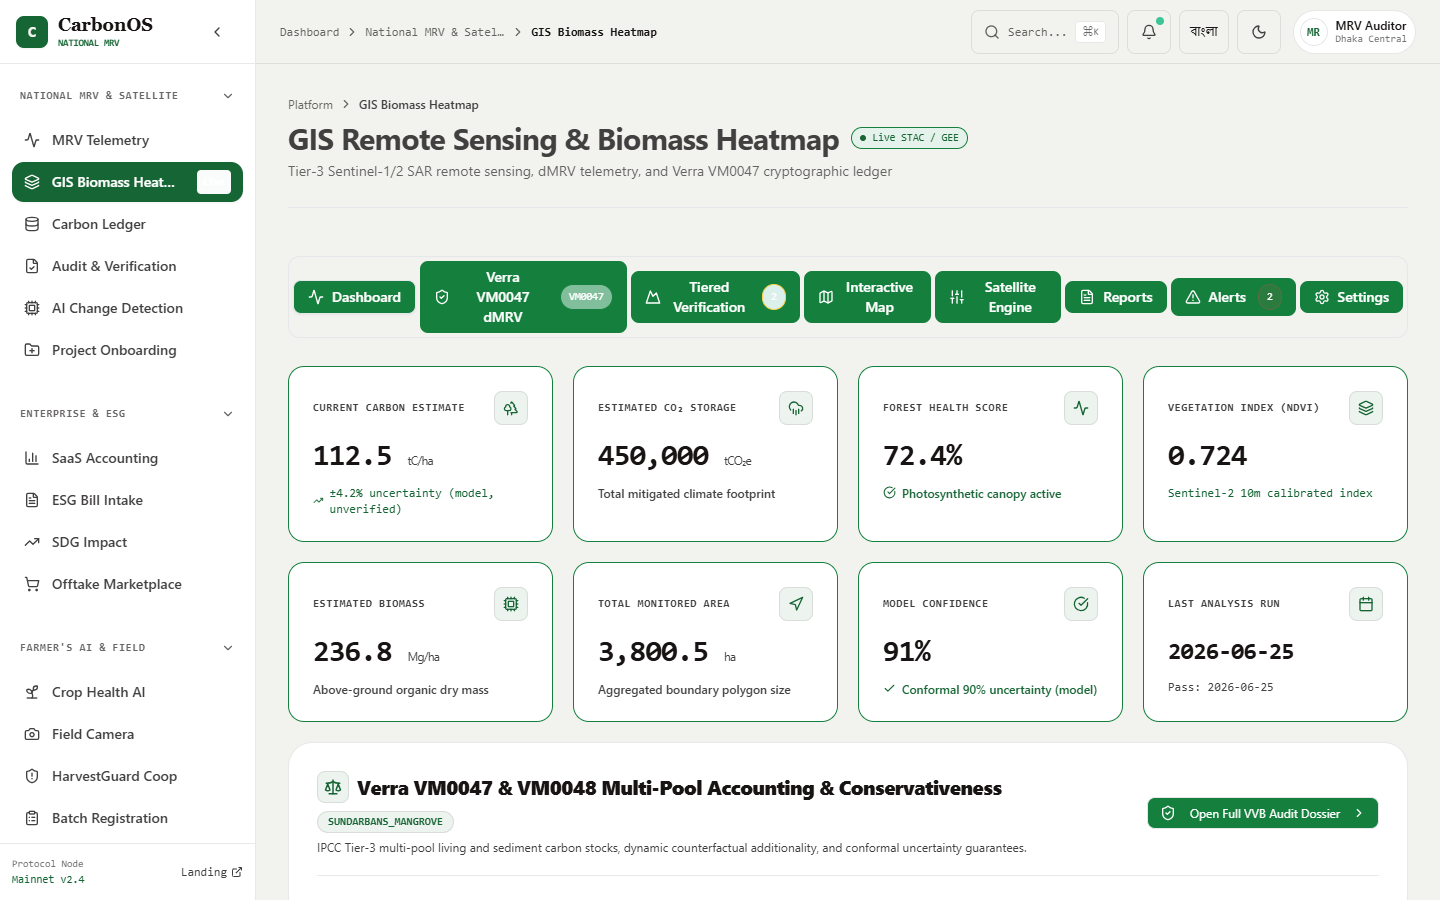 C
CarbonOS
NATIONAL MRV
NATIONAL MRV & SATELLITE
MRV Telemetry
GIS Biomass Heat...
Carbon Ledger
Audit & Verification
AI Change Detection
Project Onboarding
ENTERPRISE & ESG
SaaS Accounting
ESG Bill Intake
SDG Impact
Offtake Marketplace
FARMER'S AI & FIELD
Crop Health AI
Field Camera
HarvestGuard Coop
Batch Registration
Protocol Node
Mainnet v2.4
Landing
Dashboard > National MRV & Satel… > GIS Biomass Heatmap
Search... ⌘K
বাংলা
MR
MRV Auditor
Dhaka Central
Platform > GIS Biomass Heatmap
GIS Remote Sensing & Biomass Heatmap
Live STAC / GEE
Tier-3 Sentinel-1/2 SAR remote sensing, dMRV telemetry, and Verra VM0047 cryptographic ledger
Dashboard
Verra
VM0047
dMRV
VM0047
Tiered
Verification
2
Interactive
Map
Satellite
Engine
Reports
Alerts 2
Settings
CURRENT CARBON ESTIMATE
112.5 tC/ha
±4.2% uncertainty (model,
unverified)
ESTIMATED CO₂ STORAGE
450,000 tCO₂e
Total mitigated climate footprint
FOREST HEALTH SCORE
72.4%
Photosynthetic canopy active
VEGETATION INDEX (NDVI)
0.724
Sentinel-2 10m calibrated index
ESTIMATED BIOMASS
236.8 Mg/ha
Above-ground organic dry mass
TOTAL MONITORED AREA
3,800.5 ha
Aggregated boundary polygon size
MODEL CONFIDENCE
91%
Conformal 90% uncertainty (model)
LAST ANALYSIS RUN
2026-06-25
Pass: 2026-06-25
Verra VM0047 & VM0048 Multi-Pool Accounting & Conservativeness
SUNDARBANS_MANGROVE
IPCC Tier-3 multi-pool living and sediment carbon stocks, dynamic counterfactual additionality, and conformal uncertainty guarantees.
Open Full VVB Audit Dossier